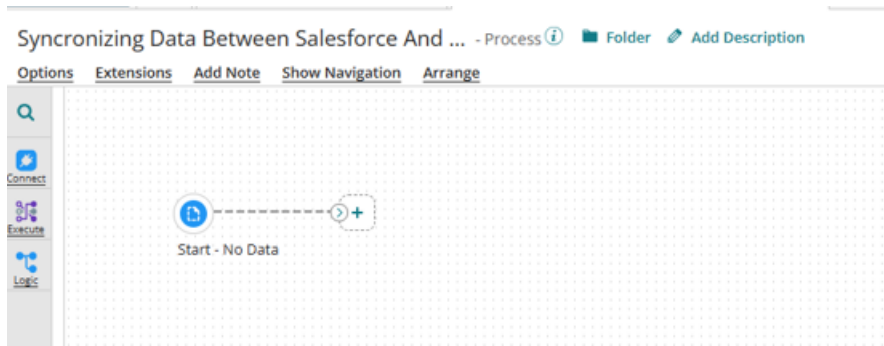 Syncronizing Data Between Salesforce And ... - Process i Folder Add Description
Options Extensions Add Note Show Navigation Arrange
Connect
Execute
Logic
Start - No Data